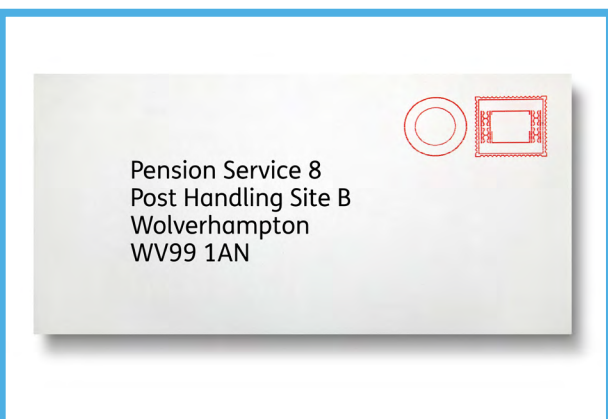 Pension Service 8
Post Handling Site B
Wolverhampton
WV99 1AN